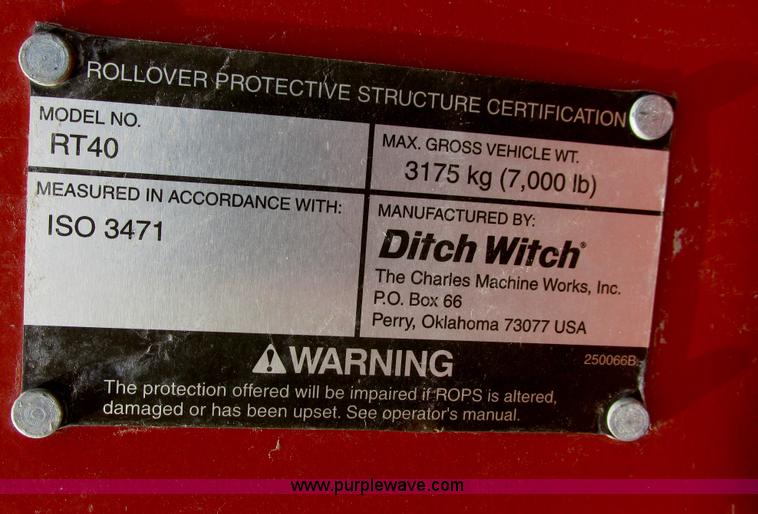 ROLLOVER PROTECTIVE STRUCTURE CERTIFICATION
MODEL NO.
RT40
MAX. GROSS VEHICLE WT.
3175 kg (7,000 lb)
MEASURED IN ACCORDANCE WITH:
ISO 3471
MANUFACTURED BY:
Ditch Witch®
The Charles Machine Works, Inc.
P.O. Box 66
Perry, Oklahoma 73077 USA
⚠WARNING
250066B
The protection offered will be impaired if ROPS is altered,
damaged or has been upset. See operator's manual.
www.purplewave.com